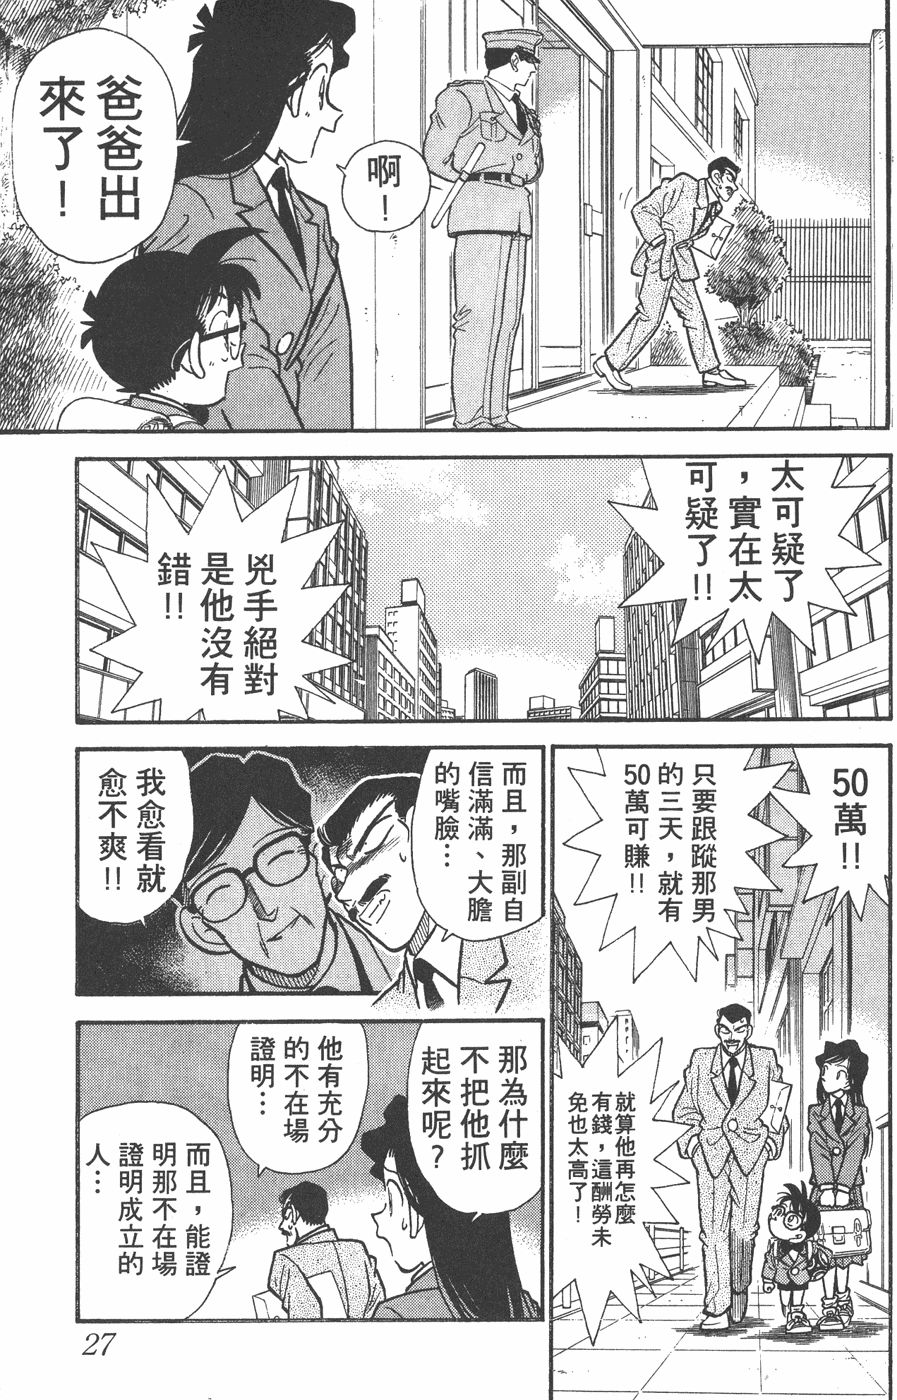 啊！
爸爸出
來了！
太可疑了
，實在太
可疑了！！
兇手絕對
是他沒有
錯！！
50萬！！
只要跟蹤那男
的三天，就有
50萬可賺！！
就算他再怎麼
有錢，這酬勞未
免也太高了！
而且，那副自
信滿滿、大膽
的嘴臉…
我愈看就
愈不爽！！
那為什麼
不把他抓
起來呢？
他有充分
的不在場
證明…
而且，能證
明那不在場
證明成立的
人…
27